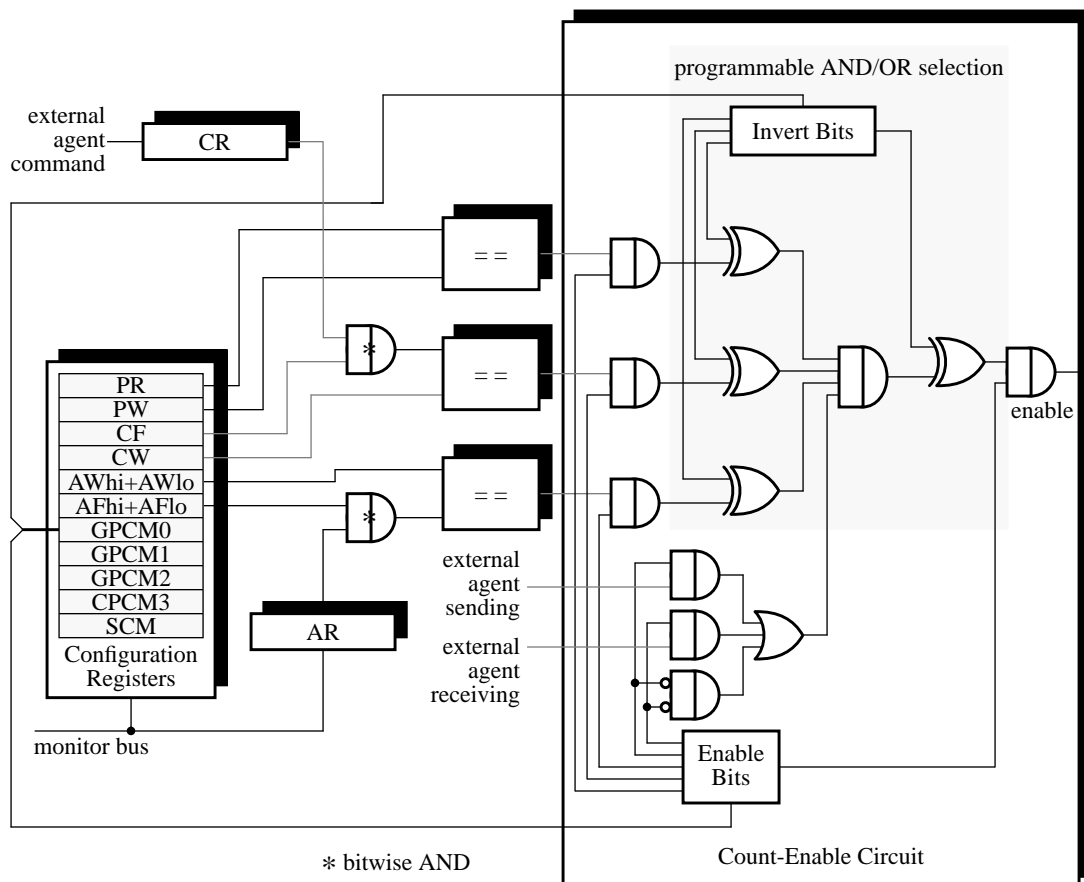 programmable AND/OR selection
external
agent
command
CR
Invert Bits
= =
*
= =
PR
PW
CF
CW
AWhi+AWlo
AFhi+AFlo
GPCM0
GPCM1
GPCM2
CPCM3
SCM
Configuration
Registers
= =
*
enable
external
agent
sending
AR
external
agent
receiving
monitor bus
Enable
Bits
* bitwise AND
Count-Enable Circuit